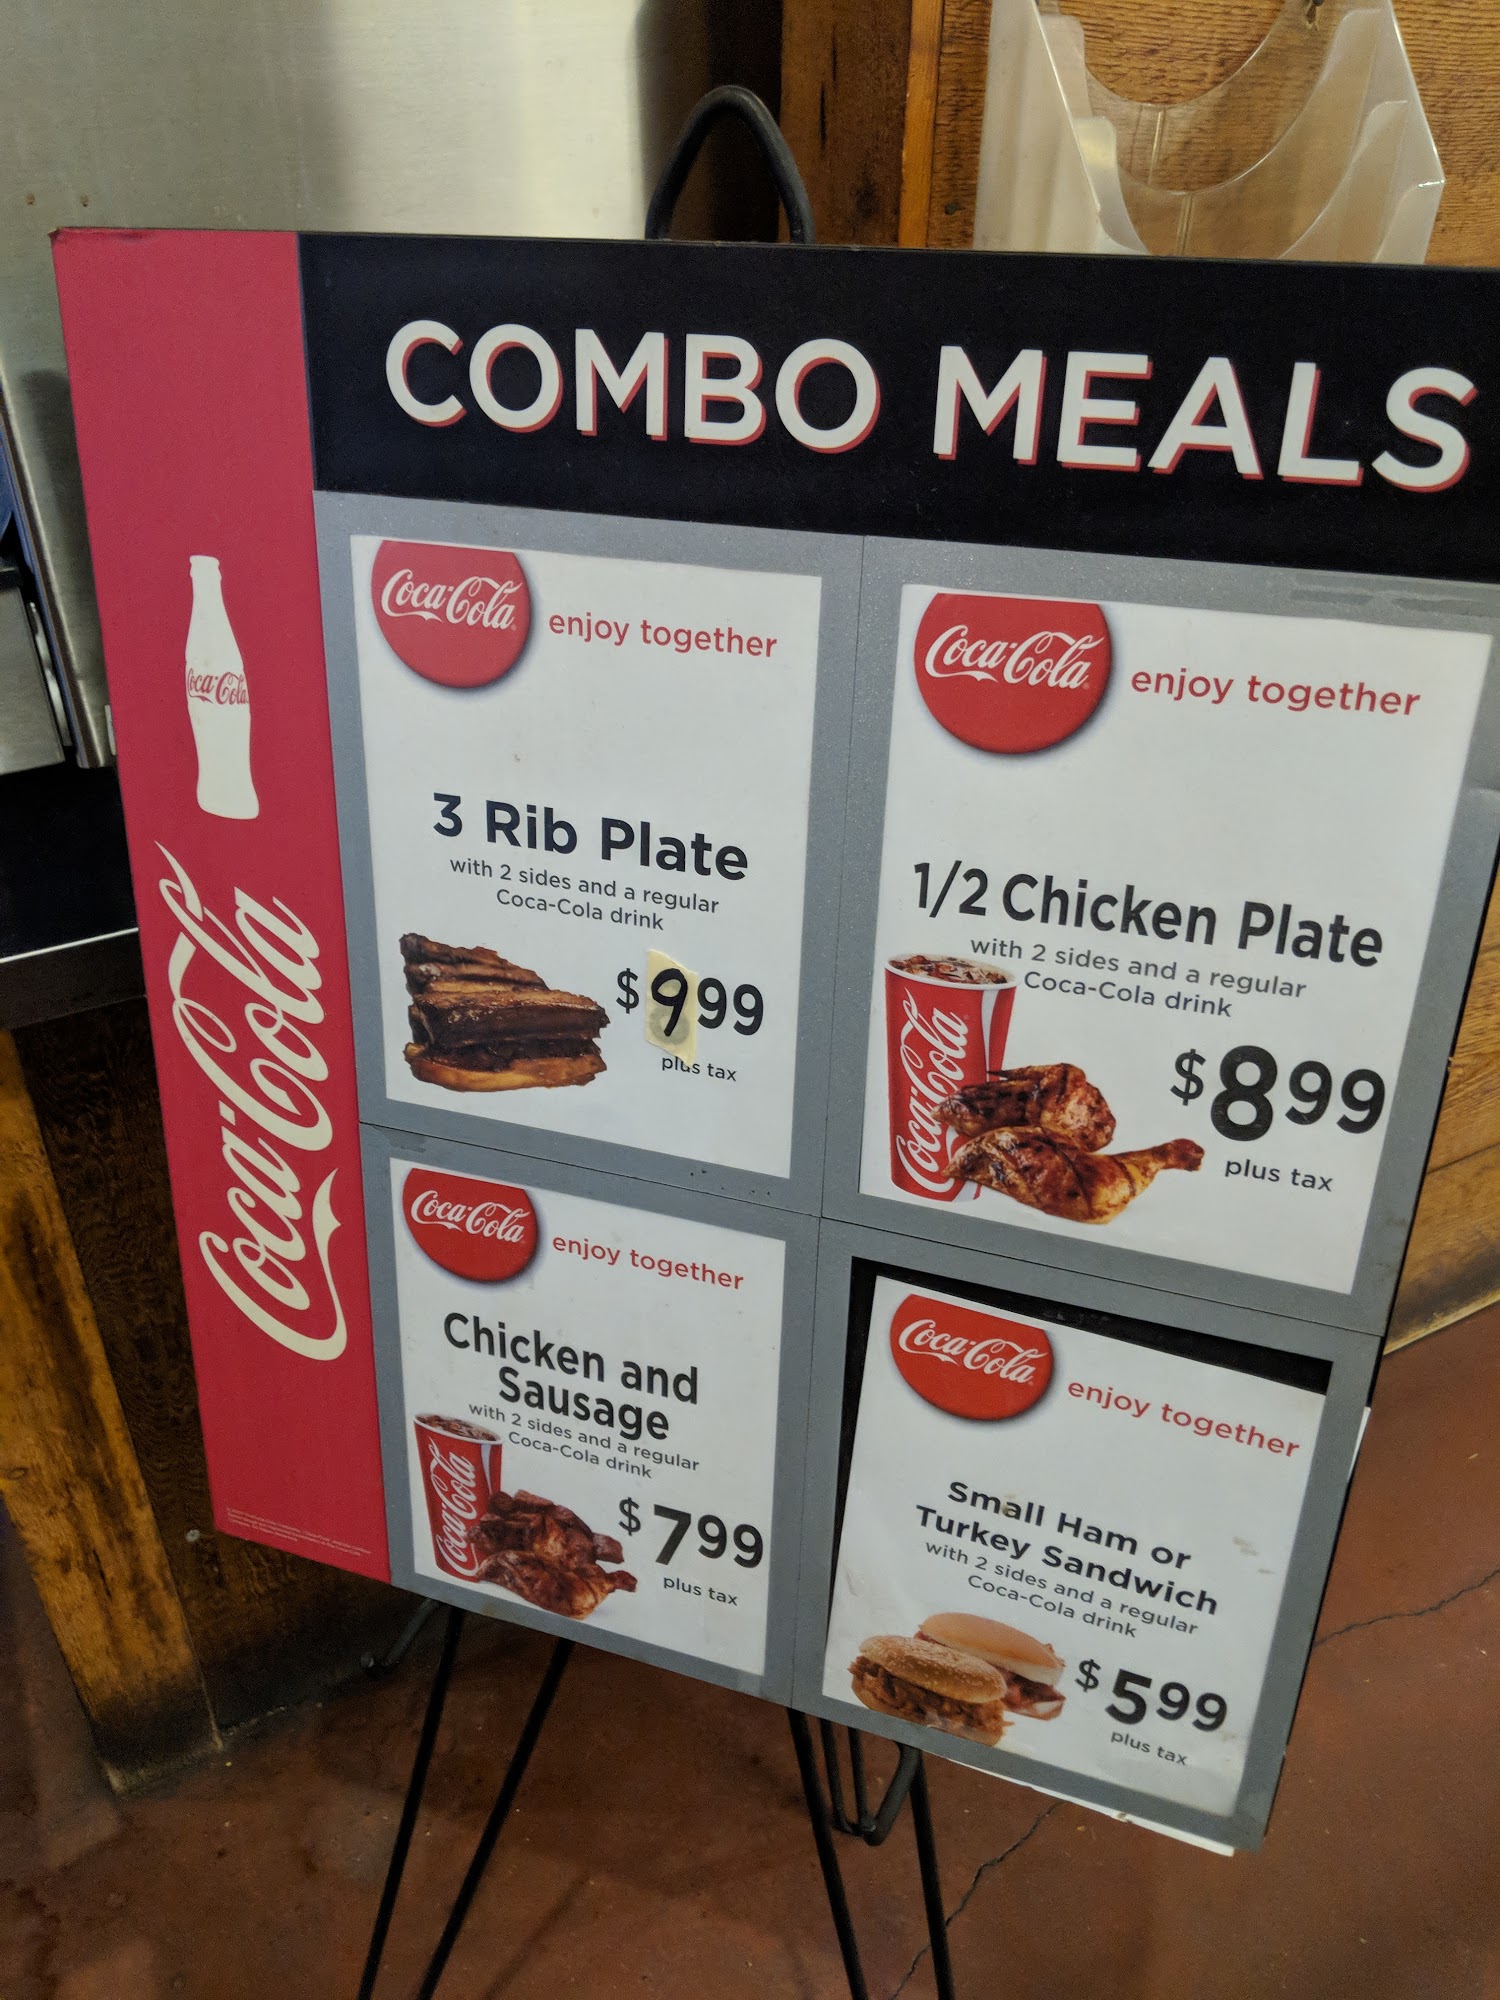 COMBO MEALS
Coca-Cola
Coca-Cola
Coca-Cola
enjoy together
3 Rib Plate
with 2 sides and a regular
Coca-Cola drink
$999
plus tax
Coca-Cola
enjoy together
1/2 Chicken Plate
with 2 sides and a regular
Coca-Cola drink
Coca-Cola
$899
plus tax
Coca-Cola
enjoy together
Chicken and
Sausage
with 2 sides and a regular
Coca-Cola drink
Coca-Cola
$799
plus tax
Coca-Cola
enjoy together
Small Ham or
Turkey Sandwich
with 2 sides and a regular
Coca-Cola drink
$599
plus tax